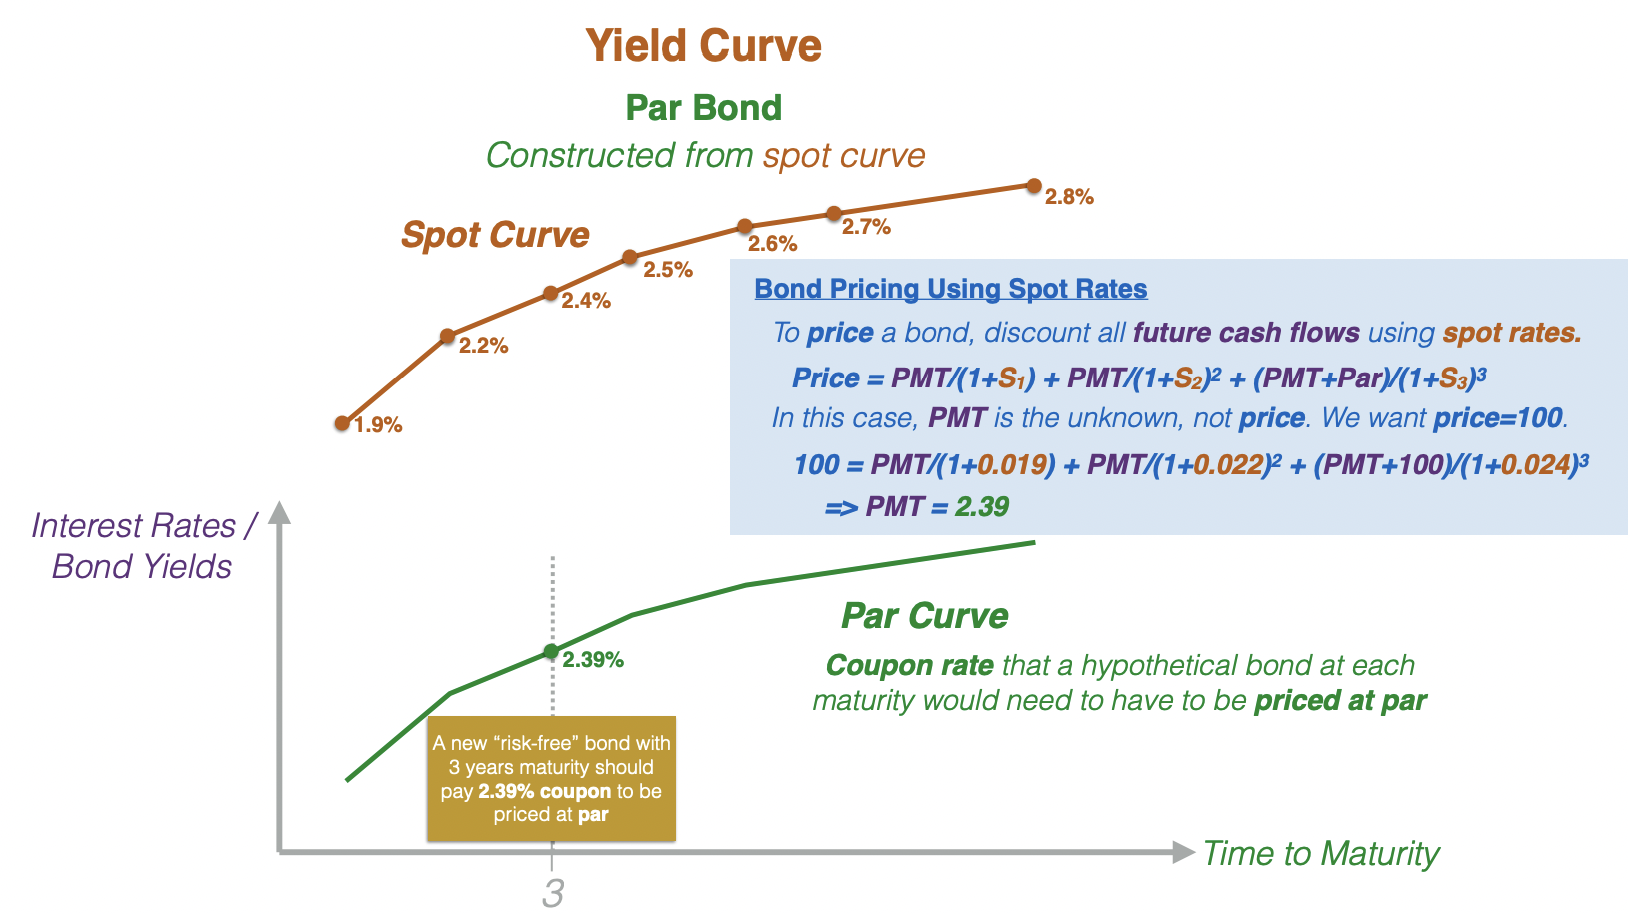 Yield Curve
Par Bond
Constructed from spot curve
Spot Curve
1.9%
2.2%
2.4%
2.5%
2.6%
2.7%
2.8%
Bond Pricing Using Spot Rates
To price a bond, discount all future cash flows using spot rates.
Price = PMT/(1+S₁) + PMT/(1+S₂)² + (PMT+Par)/(1+S₃)³
In this case, PMT is the unknown, not price. We want price=100.
100 = PMT/(1+0.019) + PMT/(1+0.022)² + (PMT+100)/(1+0.024)³
=> PMT = 2.39
Interest Rates /
Bond Yields
2.39%
Par Curve
Coupon rate that a hypothetical bond at each
maturity would need to have to be priced at par
A new “risk-free” bond with
3 years maturity should
pay 2.39% coupon to be
priced at par
Time to Maturity
3